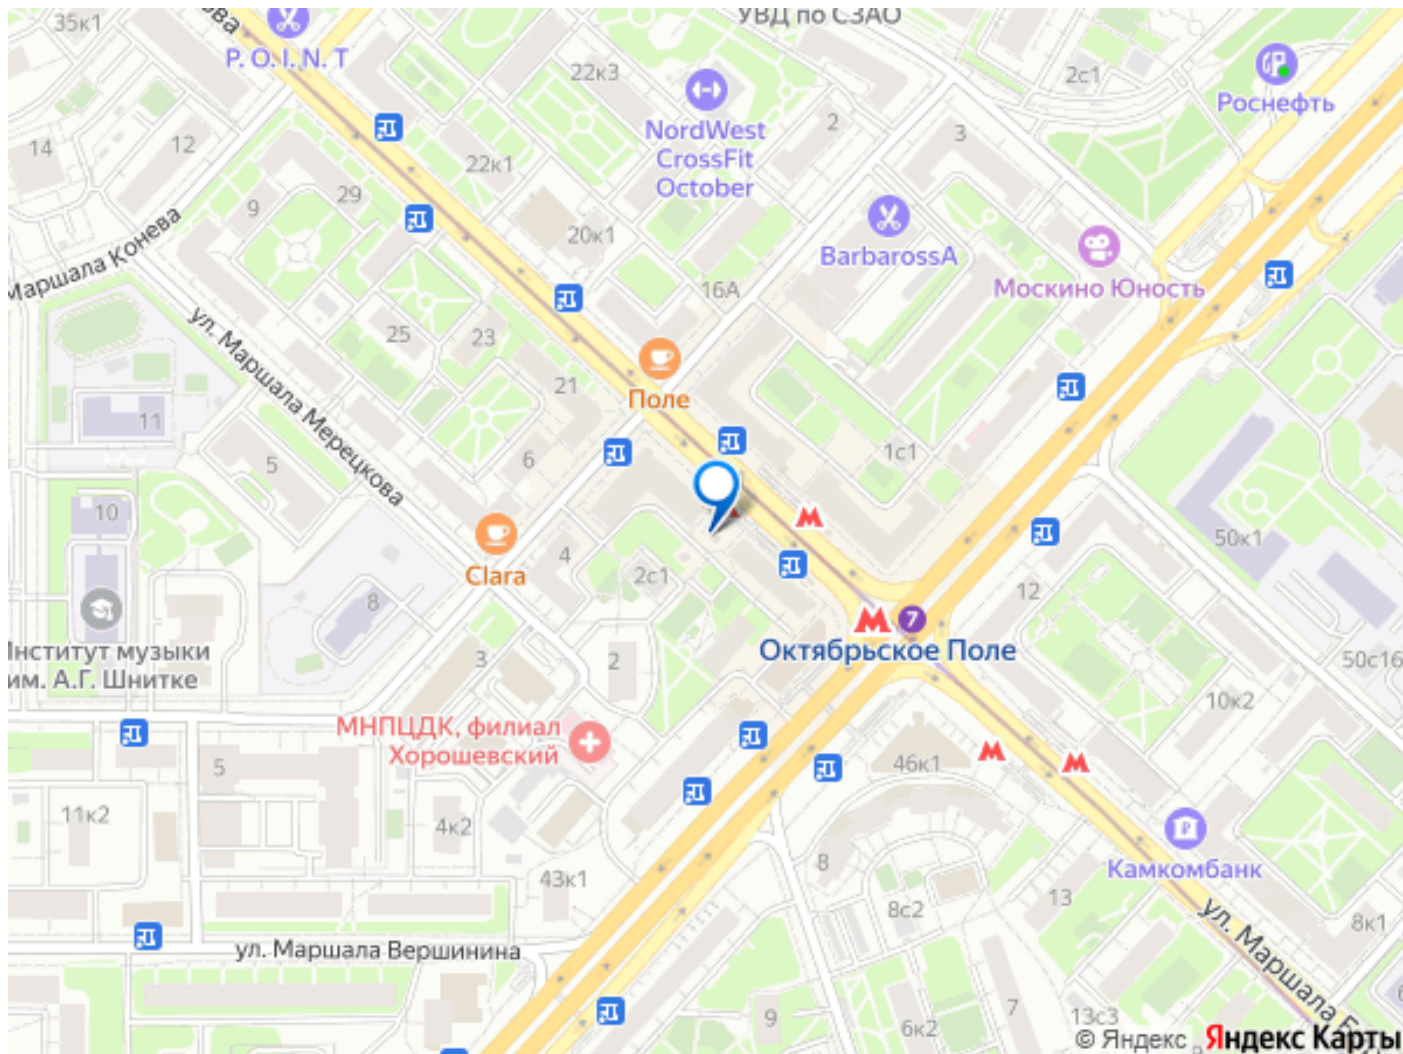 35к1
УВД по СЗАО
P. O. I. N. T
22к3
2с1
Роснефть
NordWest
CrossFit
October
2
3
14
12
22к1
29
9
20к1
BarbarossA
Маршала Конева
16А
Москино Юность
ул. Маршала Мерецкова
25
23
21
Поле
11
5
6
1с1
10
4
Clara
2с1
50к1
12
8
7
Октябрьское Поле
Институт музыки
им. А.Г. Шнитке
3
2
50с16
10к2
МНПЦДК, филиал
Хорошевский
5
46к1
11к2
4к2
Камкомбанк
8
43к1
13
8с2
8к1
ул. Маршала
ул. Маршала Вершинина
9
7
6к2
13с3
© Яндекс Яндекс Карты